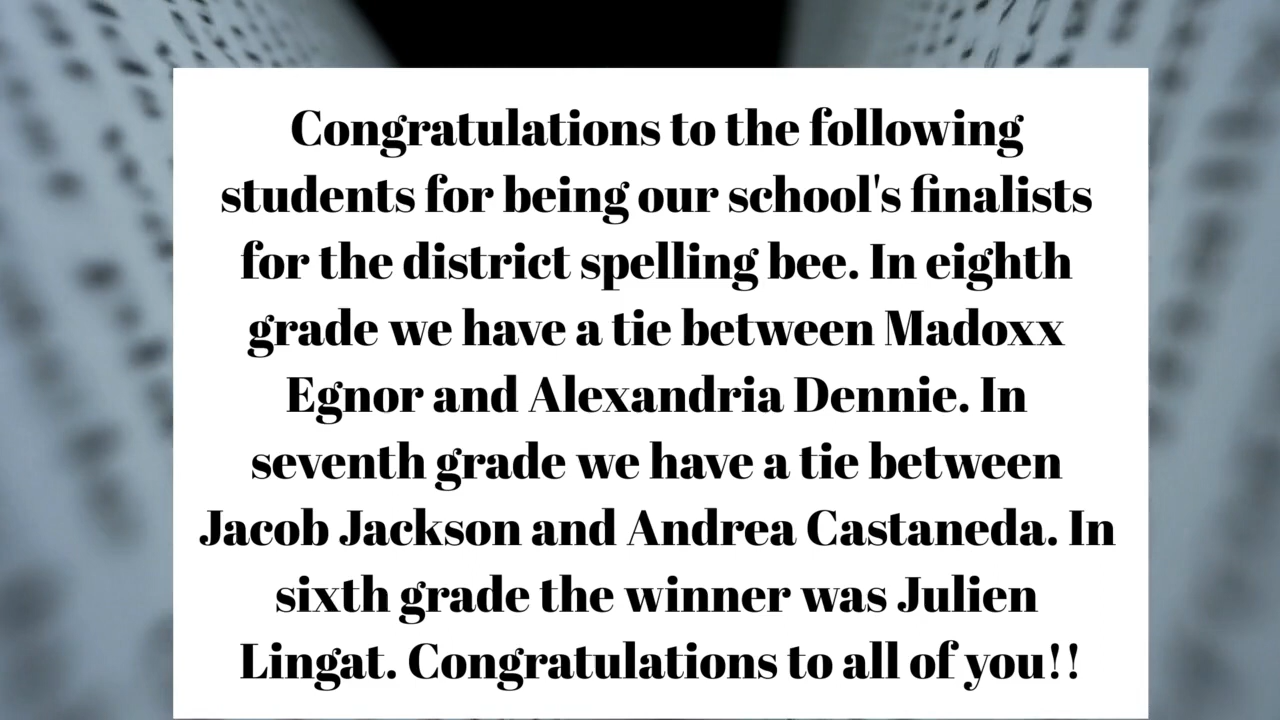 Congratulations to the following
students for being our school's finalists
for the district spelling bee. In eighth
grade we have a tie between Madoxx
Egnor and Alexandria Dennie. In
seventh grade we have a tie between
Jacob Jackson and Andrea Castaneda. In
sixth grade the winner was Julien
Lingat. Congratulations to all of you!!